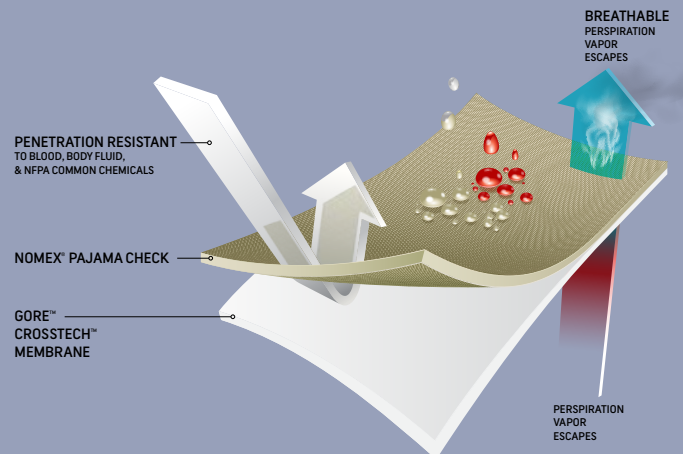 BREATHABLE
PERSPIRATION
VAPOR
ESCAPES
PENETRATION RESISTANT
TO BLOOD, BODY FLUID,
& NFPA COMMON CHEMICALS
NOMEX® PAJAMA CHECK
GORE™
CROSSTECH™
MEMBRANE
PERSPIRATION
VAPOR
ESCAPES